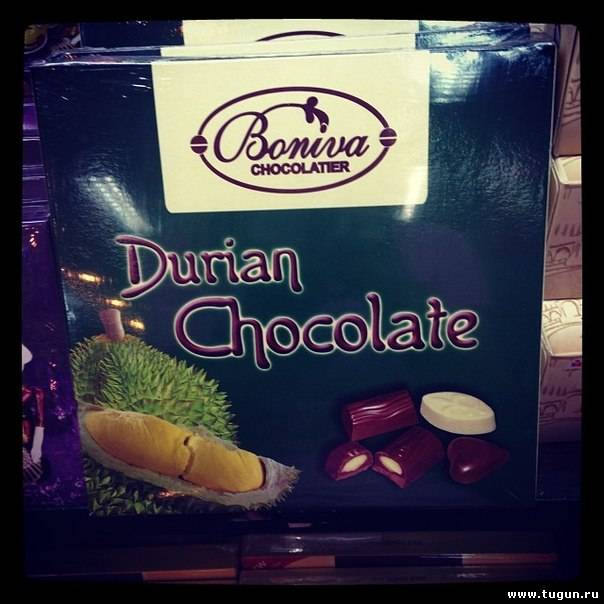 Boniva
CHOCOLATIER
Durian
Chocolate
www.tugun.ru